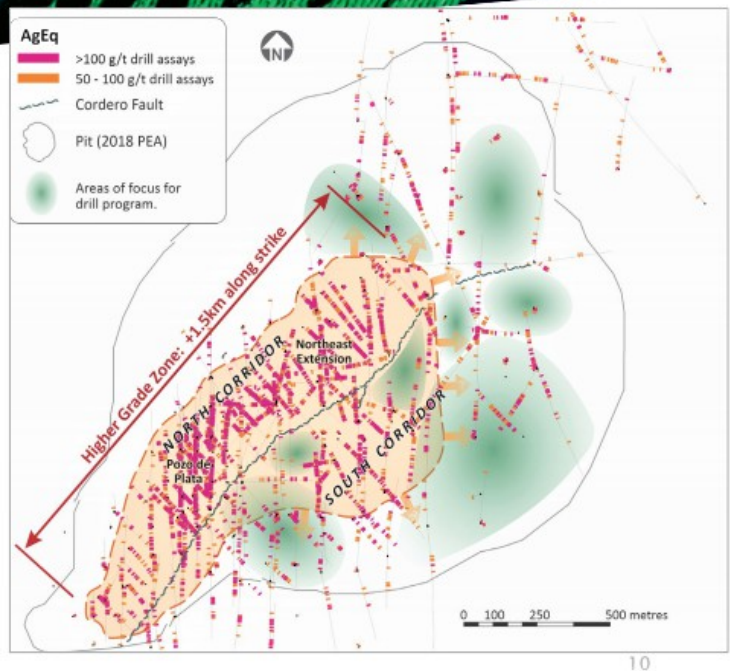 AgEq
>100 g/t drill assays
50 - 100 g/t drill assays
Cordero Fault
Pit (2018 PEA)
Areas of focus for
drill program.
N
Higher Grade Zone: +1.5km along strike
NORTH CORRIDOR
Northeast
Extension
SOUTH CORRIDOR
Pozo de
Plata
0 100 250 500 metres
10